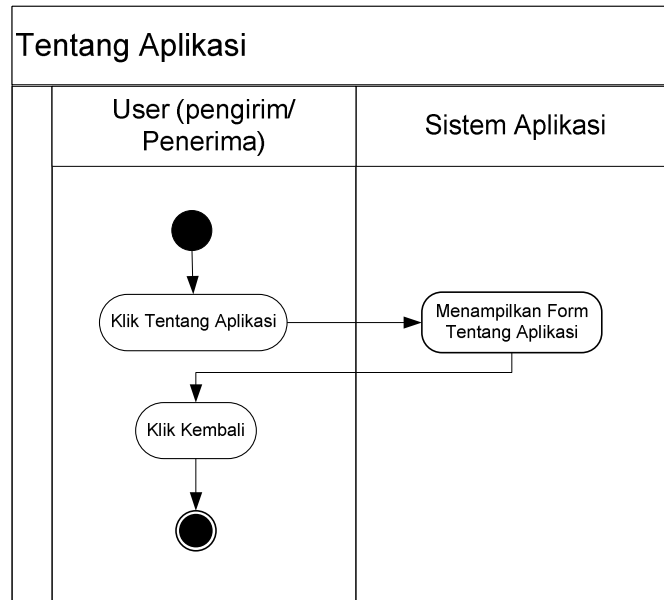 Tentang Aplikasi
User (pengirim/
Penerima)
Sistem Aplikasi
Klik Tentang Aplikasi
Menampilkan Form
Tentang Aplikasi
Klik Kembali